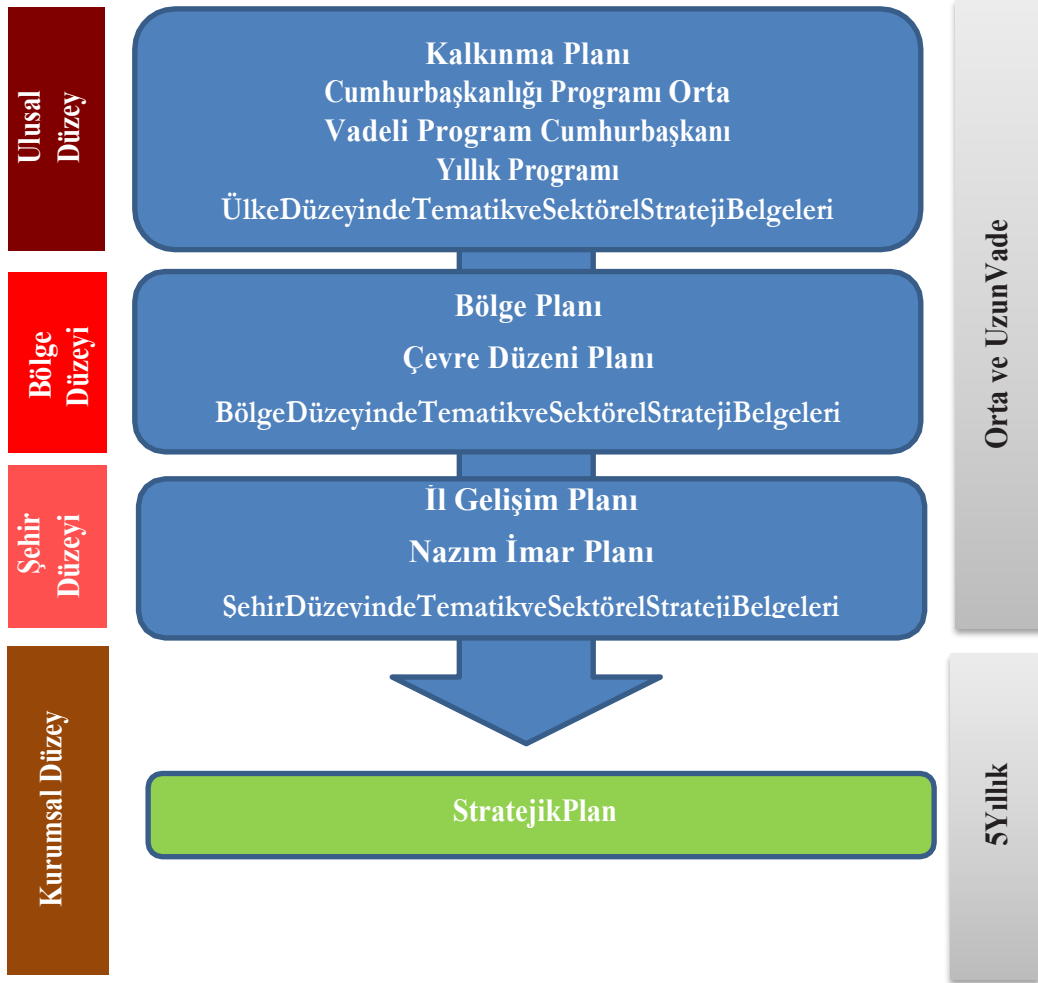 Ulusal
Düzey
Kalkınma Planı
Cumhurbaşkanlığı Programı Orta
Vadeli Program Cumhurbaşkanı
Yıllık Programı
ÜlkeDüzeyindeTematikveSektörelStratejiBelgeleri
Bölge
Düzeyi
Bölge Planı
Çevre Düzeni Planı
BölgeDüzeyindeTematikveSektörelStratejiBelgeleri
Şehir
Düzeyi
İl Gelişim Planı
Nazım İmar Planı
ŞehirDüzeyindeTematikveSektörelStratejiBelgeleri
Orta ve UzunVade
Kurumsal Düzey
StratejikPlan
5Yıllık